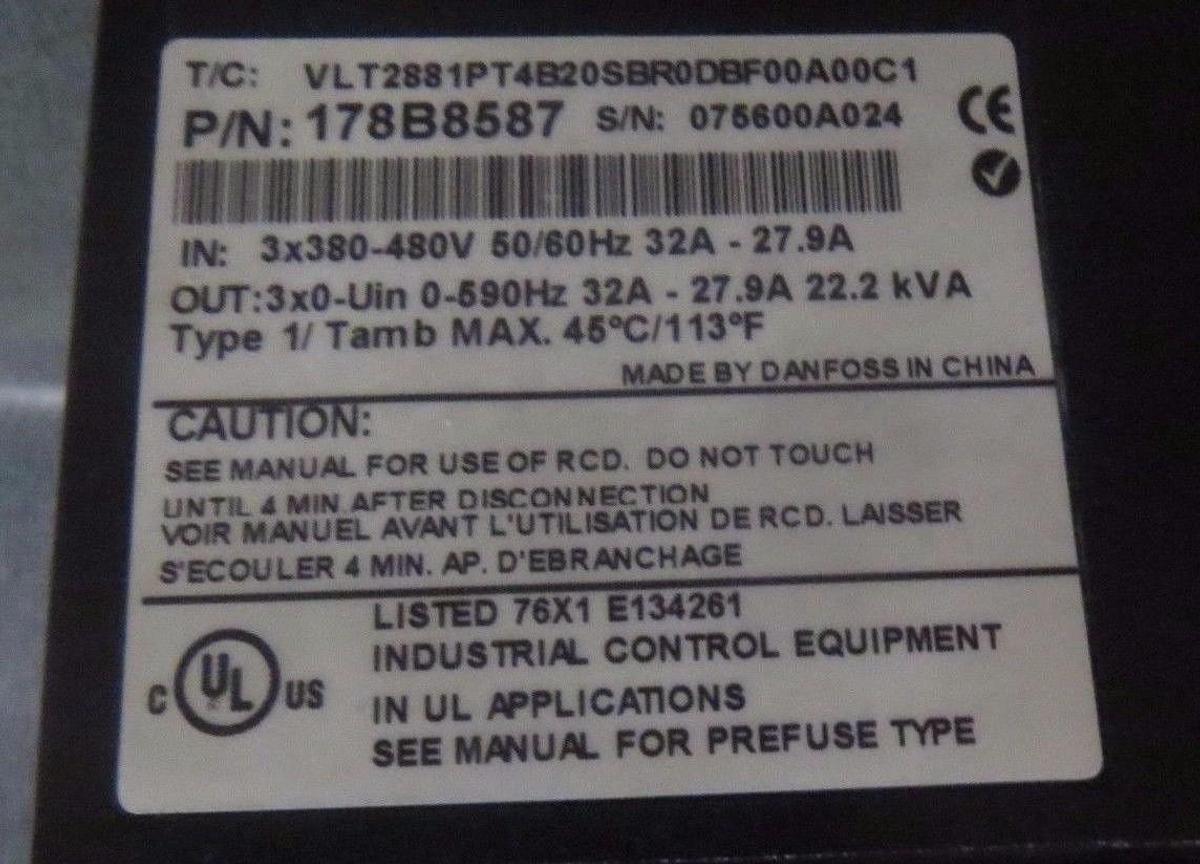 T/C: VLT2881PT4B20SBR0DBF00A00C1
P/N: 178B8587 S/N: 075600A024
CE
IN: 3x380-480V 50/60Hz 32A - 27.9A
OUT:3x0-Uin 0-590Hz 32A - 27.9A 22.2 kVA
Type 1/ Tamb MAX. 45°C/113°F
MADE BY DANFOSS IN CHINA
CAUTION:
SEE MANUAL FOR USE OF RCD. DO NOT TOUCH
UNTIL 4 MIN AFTER DISCONNECTION
VOIR MANUEL AVANT L'UTILISATION DE RCD. LAISSER
S'ECOULER 4 MIN. AP. D'EBRANCHAGE
LISTED 76X1 E134261
INDUSTRIAL CONTROL EQUIPMENT
C UL US
IN UL APPLICATIONS
SEE MANUAL FOR PREFUSE TYPE